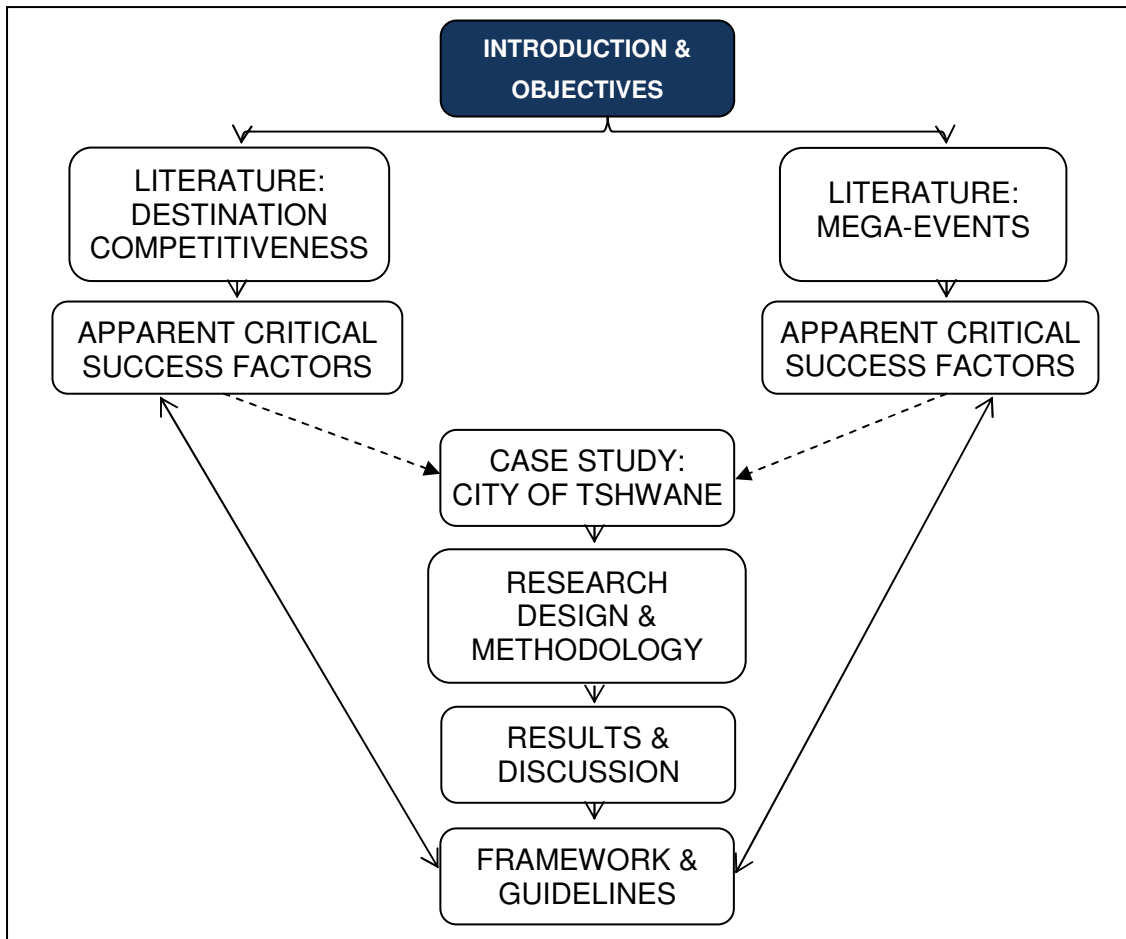 INTRODUCTION &
OBJECTIVES
LITERATURE:
DESTINATION
COMPETITIVENESS
LITERATURE:
MEGA-EVENTS
APPARENT CRITICAL
SUCCESS FACTORS
APPARENT CRITICAL
SUCCESS FACTORS
CASE STUDY:
CITY OF TSHWANE
RESEARCH
DESIGN &
METHODOLOGY
RESULTS &
DISCUSSION
FRAMEWORK &
GUIDELINES